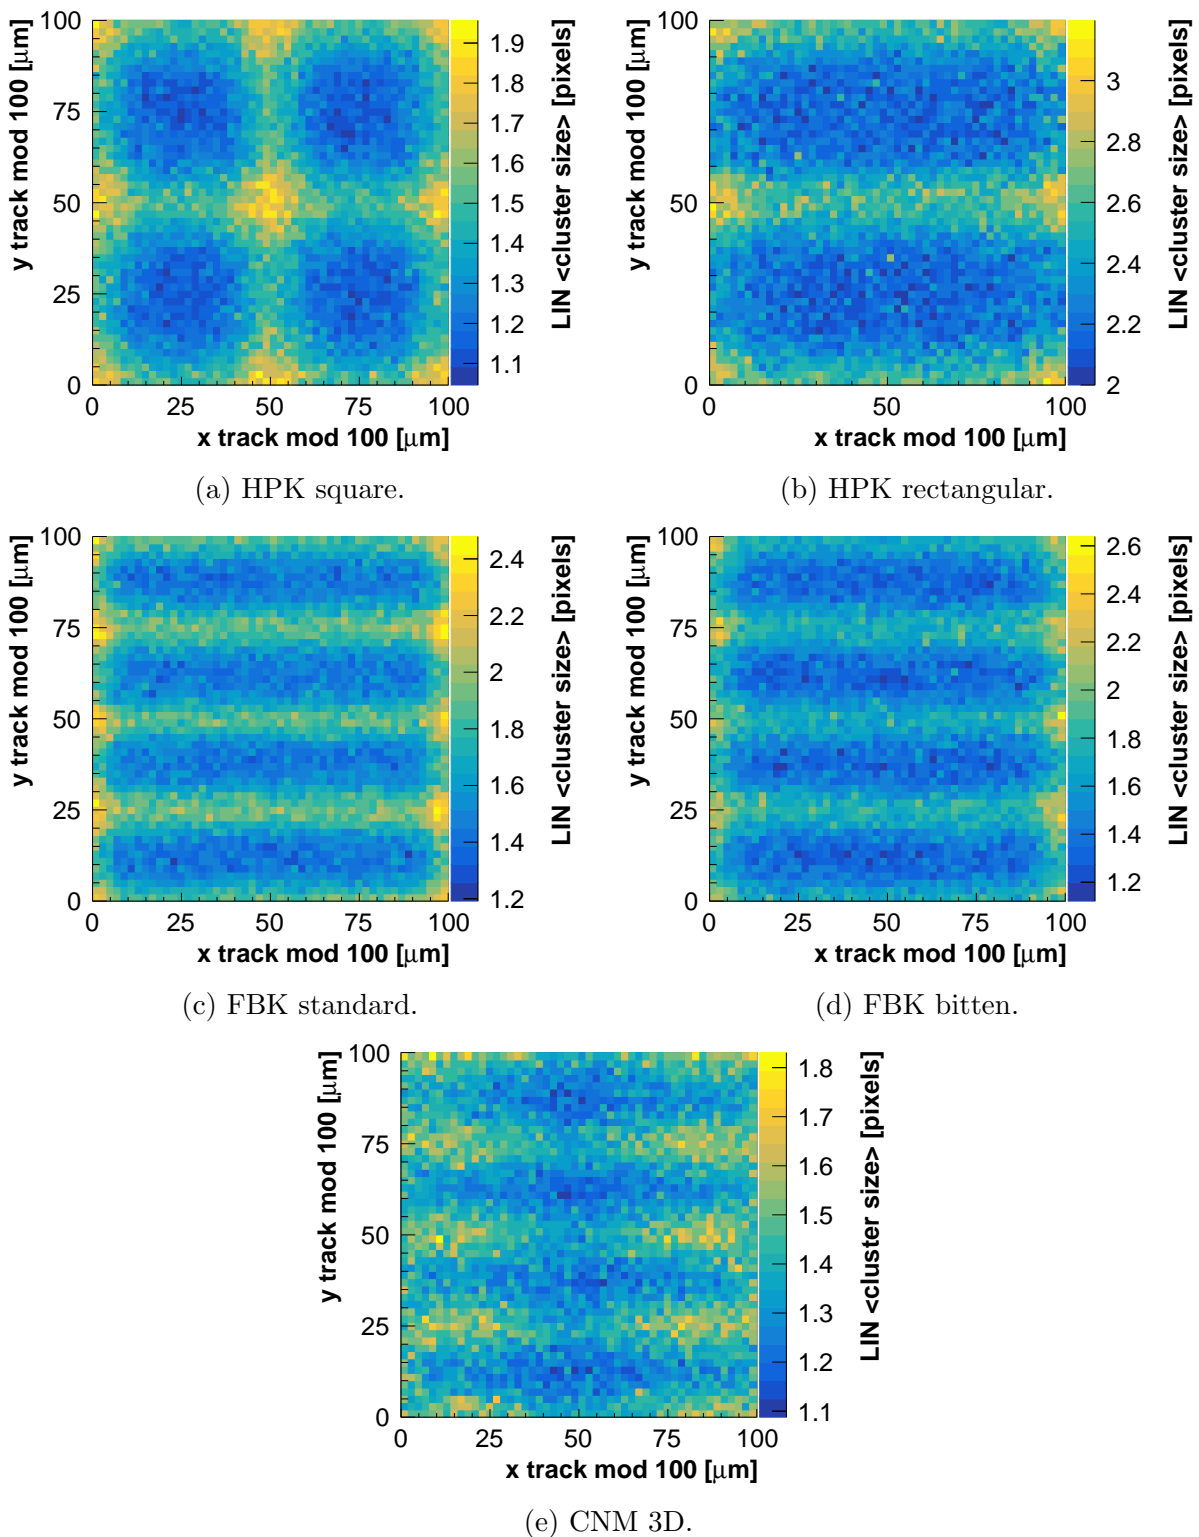 y track mod 100 [μm]
100
75
50
25
0
0 25 50 75 100
x track mod 100 [μm]
1.9
1.8
1.7
1.6
1.5
1.4
1.3
1.2
1.1
LIN <cluster size> [pixels]
(a) HPK square.
y track mod 100 [μm]
100
75
50
25
0
0 50 100
x track mod 100 [μm]
3
2.8
2.6
2.4
2.2
2
LIN <cluster size> [pixels]
(b) HPK rectangular.
y track mod 100 [μm]
100
75
50
25
0
0 25 50 75 100
x track mod 100 [μm]
2.4
2.2
2
1.8
1.6
1.4
1.2
LIN <cluster size> [pixels]
(c) FBK standard.
y track mod 100 [μm]
100
75
50
25
0
0 25 50 75 100
x track mod 100 [μm]
2.6
2.4
2.2
2
1.8
1.6
1.4
1.2
LIN <cluster size> [pixels]
(d) FBK bitten.
y track mod 100 [μm]
100
75
50
25
0
0 25 50 75 100
x track mod 100 [μm]
1.8
1.7
1.6
1.5
1.4
1.3
1.2
1.1
LIN <cluster size> [pixels]
(e) CNM 3D.